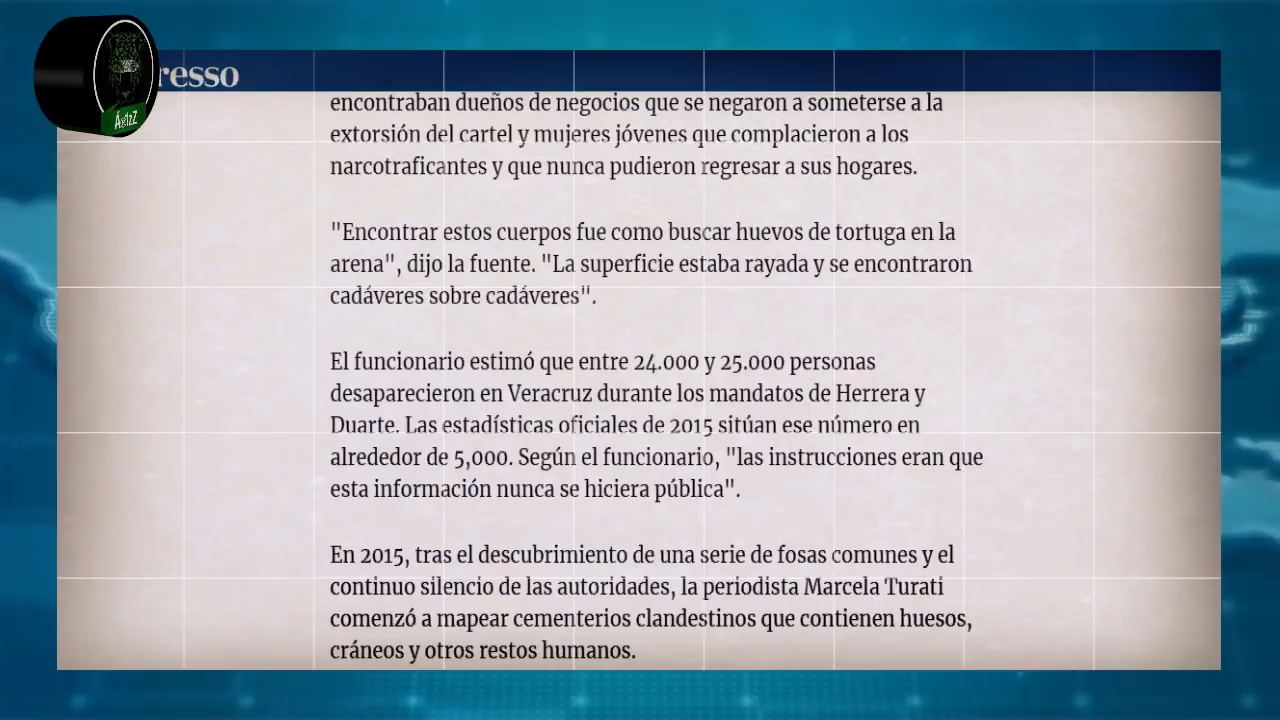 resso
A@1zZ
encontraban dueños de negocios que se negaron a someterse a la
extorsión del cartel y mujeres jóvenes que complacieron a los
narcotraficantes y que nunca pudieron regresar a sus hogares.
"Encontrar estos cuerpos fue como buscar huevos de tortuga en la
arena", dijo la fuente. "La superficie estaba rayada y se encontraron
cadáveres sobre cadáveres".
El funcionario estimó que entre 24.000 y 25.000 personas
desaparecieron en Veracruz durante los mandatos de Herrera y
Duarte. Las estadísticas oficiales de 2015 sitúan ese número en
alrededor de 5,000. Según el funcionario, "las instrucciones eran que
esta información nunca se hiciera pública".
En 2015, tras el descubrimiento de una serie de fosas comunes y el
continuo silencio de las autoridades, la periodista Marcela Turati
comenzó a mapear cementerios clandestinos que contienen huesos,
cráneos y otros restos humanos.